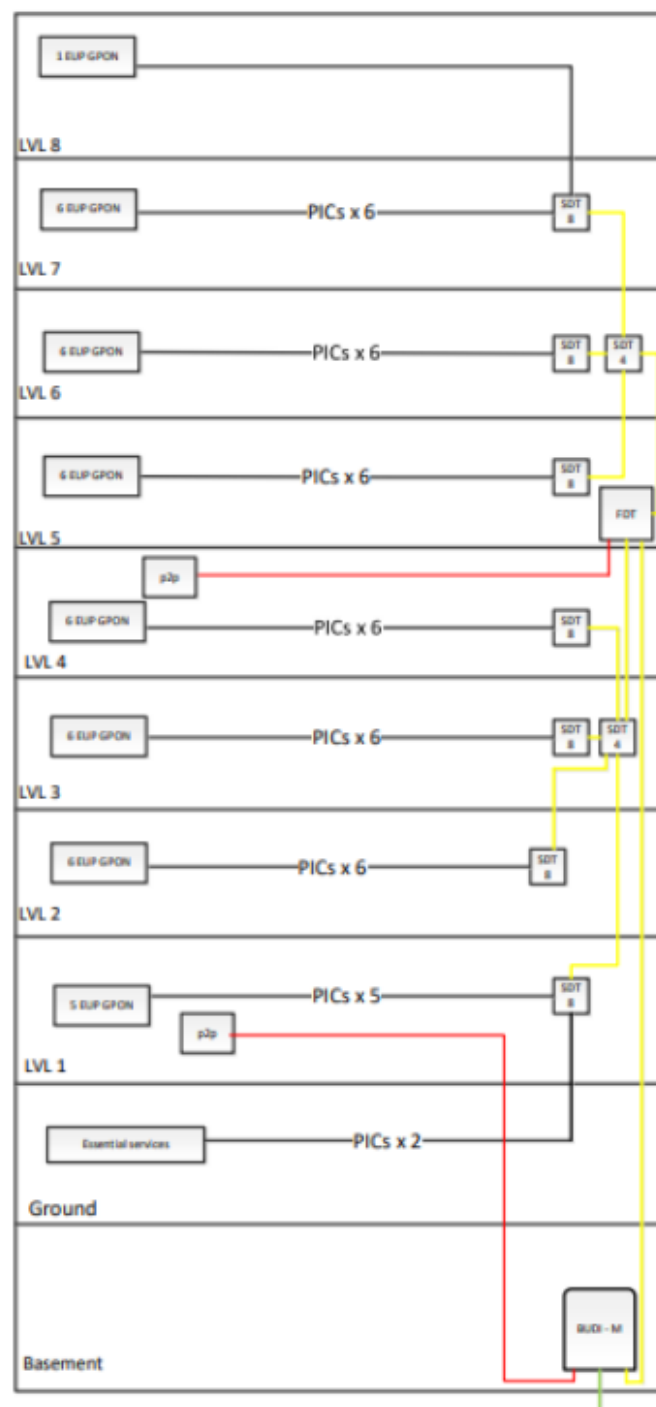 1 EUP GPON
LVL 8
6 EUP GPON
PICs x 6
SDT
8
LVL 7
6 EUP GPON
PICs x 6
SDT
8
SDT
4
LVL 6
6 EUP GPON
PICs x 6
SDT
8
FDT
LVL 5
p2p
6 EUP GPON
PICs x 6
SDT
8
LVL 4
6 EUP GPON
PICs x 6
SDT
8
SDT
4
LVL 3
6 EUP GPON
PICs x 6
SDT
8
LVL 2
5 EUP GPON
PICs x 5
SDT
8
p2p
LVL 1
Essential services
PICs x 2
Ground
BUDI - M
Basement